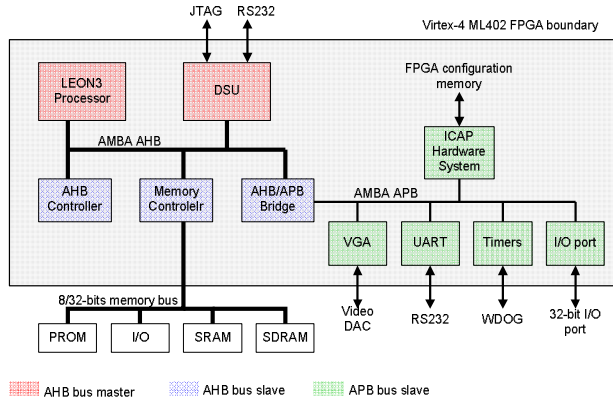 JTAG RS232
Virtex-4 ML402 FPGA boundary
LEON3
Processor
DSU
FPGA configuration
memory
AMBA AHB
ICAP
Hardware
System
AHB
Controller
Memory
Controlelr
AHB/APB
Bridge
AMBA APB
VGA
UART
Timers
I/O port
8/32-bits memory bus
Video
DAC
RS232
WDOG
32-bit I/O
port
PROM
I/O
SRAM
SDRAM
AHB bus master
AHB bus slave
APB bus slave